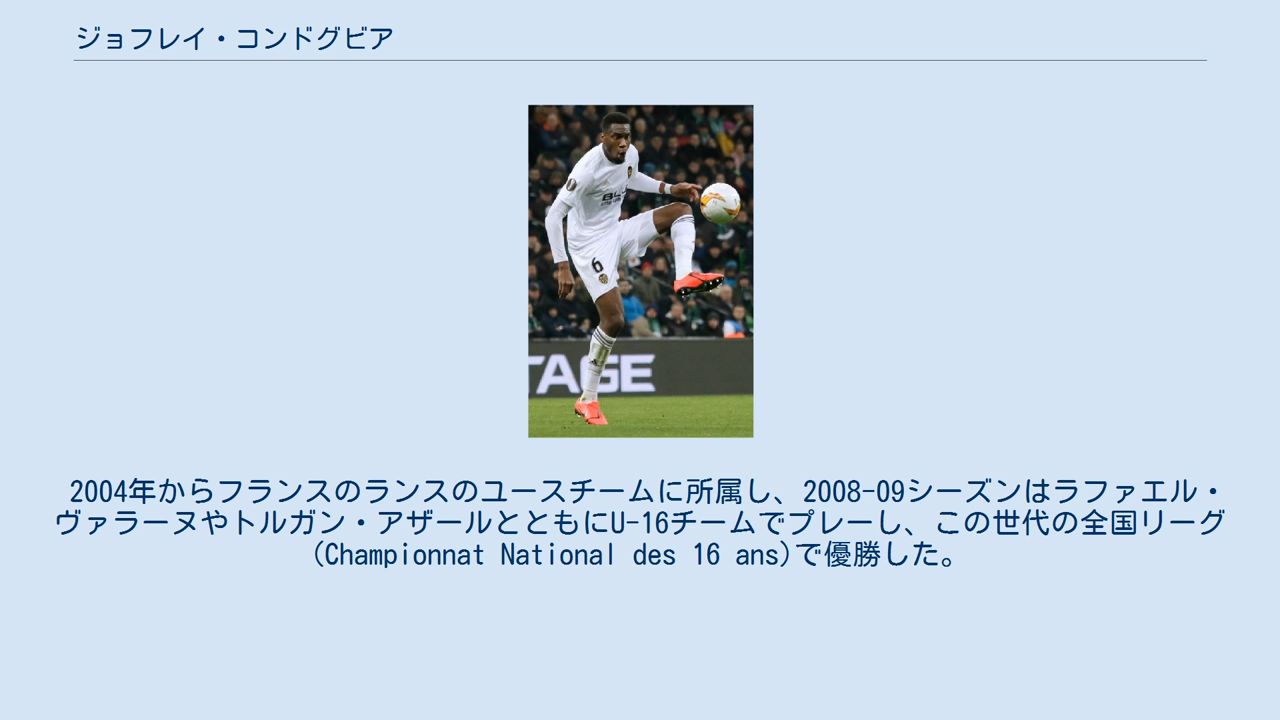 ジョフレイ・コンドグビア
6
TAGE
2004年からフランスのランスのユースチームに所属し、2008-09シーズンはラファエル・
ヴァラーヌやトルガン・アザールとともにU-16チームでプレーし、この世代の全国リーグ
(Championnat National des 16 ans)で優勝した。